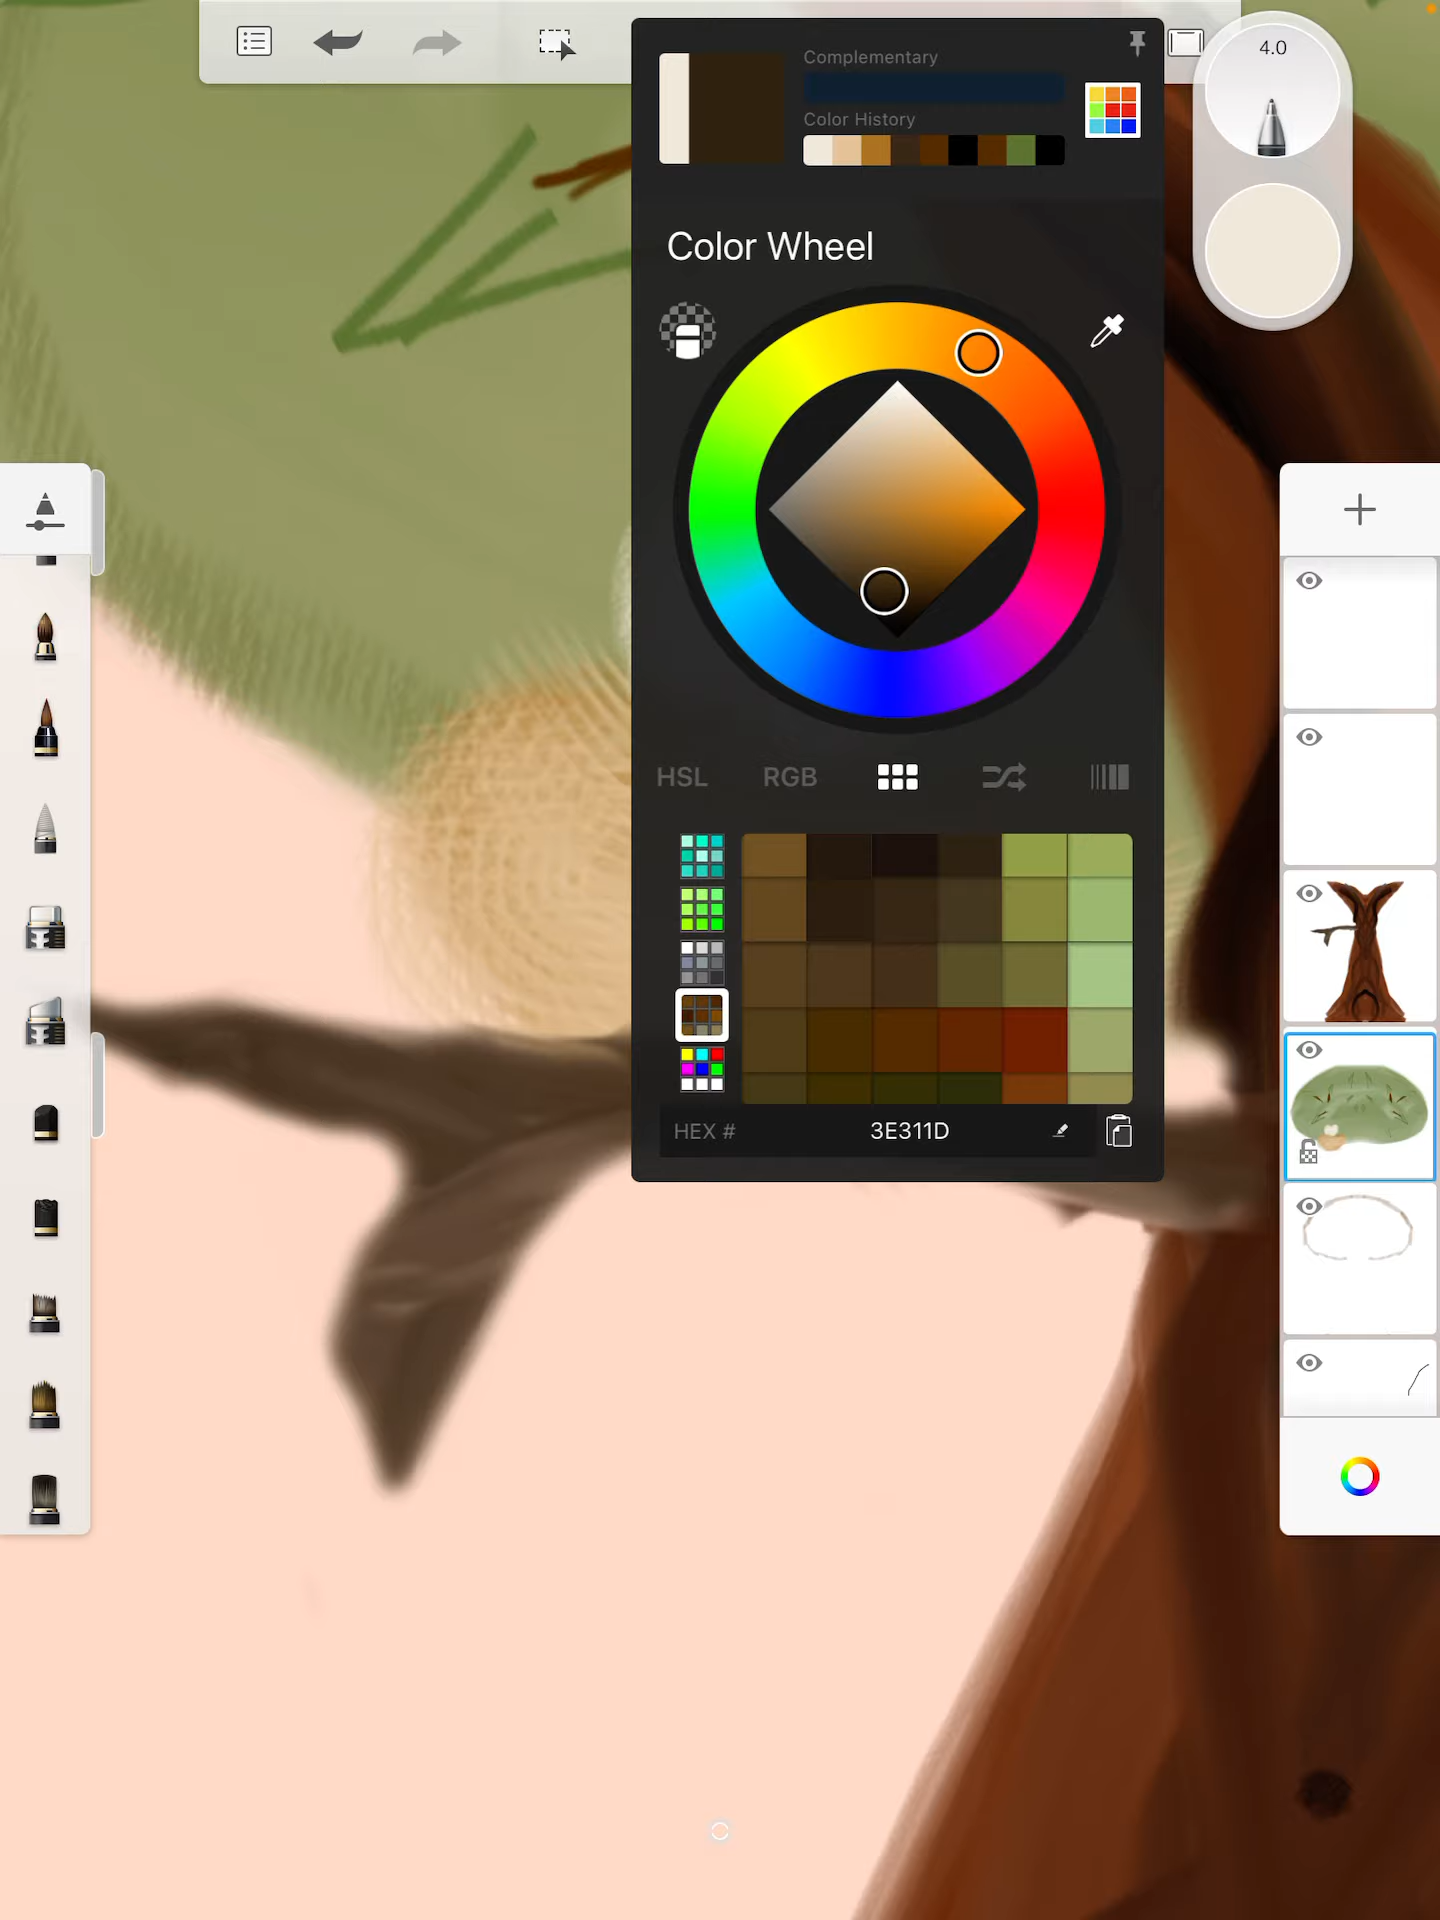 4.0
Complementary
Color History
Color Wheel
HSL RGB
HEX # 3E311D